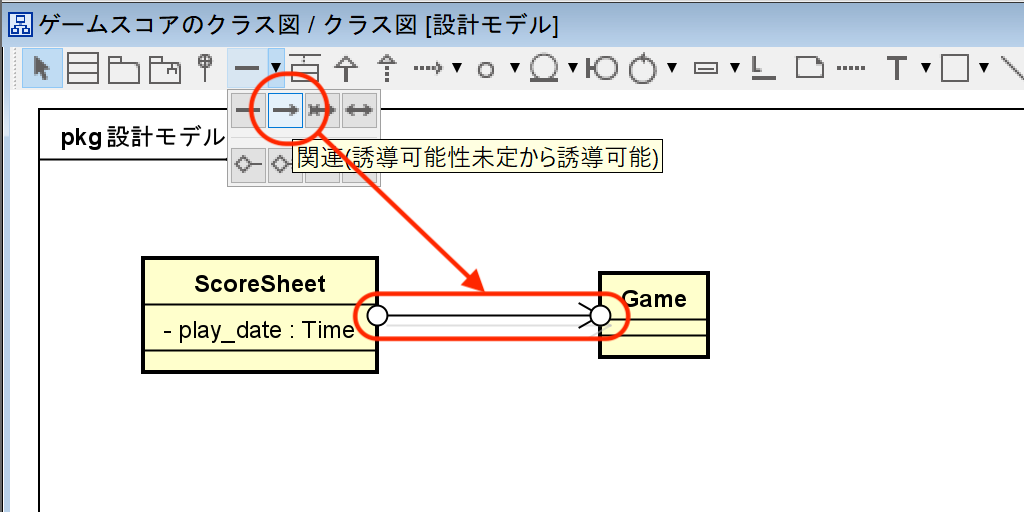 ゲームスコアのクラス図 / クラス図 [設計モデル]
pkg 設計モデル
関連(誘導可能性未定から誘導可能)
ScoreSheet
- play_date : Time
Game